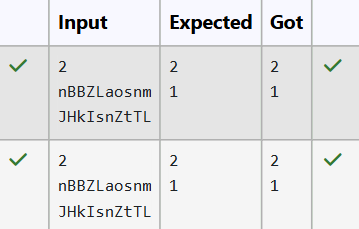 Input Expected Got
2 2 2
nBBZLaosnm 1 1
JHkIsnZtTL
2 2 2
nBBZLaosnm 1 1
JHkIsnZtTL